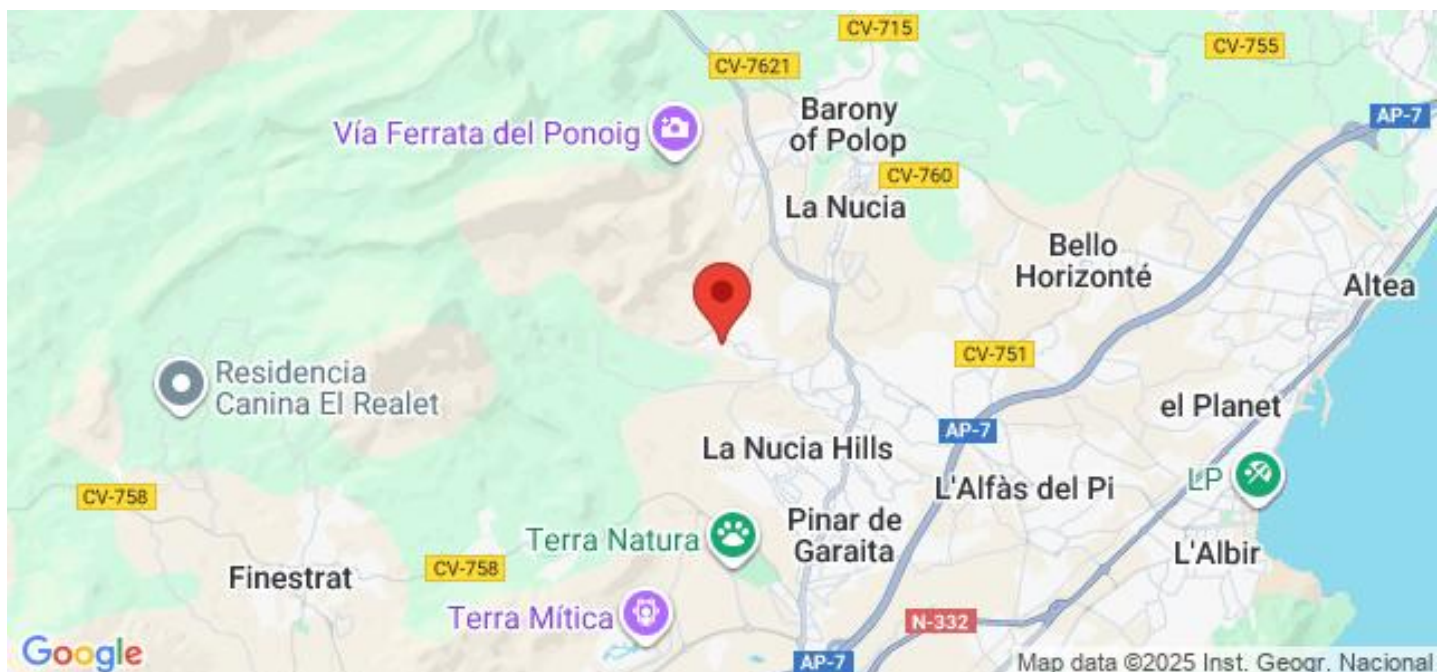 CV-715
CV-755
CV-7621
AP-7
Barony
of Polop
Vía Ferrata del Ponoig
CV-760
La Nucia
Bello
Horizonté
Altea
CV-751
Residencia
Canina El Realet
el Planet
AP-7
La Nucia Hills
LP
L'Alfàs del Pi
CV-758
Pinar de
Garaita
Terra Natura
L'Albir
CV-758
Finestrat
Terra Mítica
N-332
Google
AP-7
Map data ©2025 Inst. Geogr. Nacional